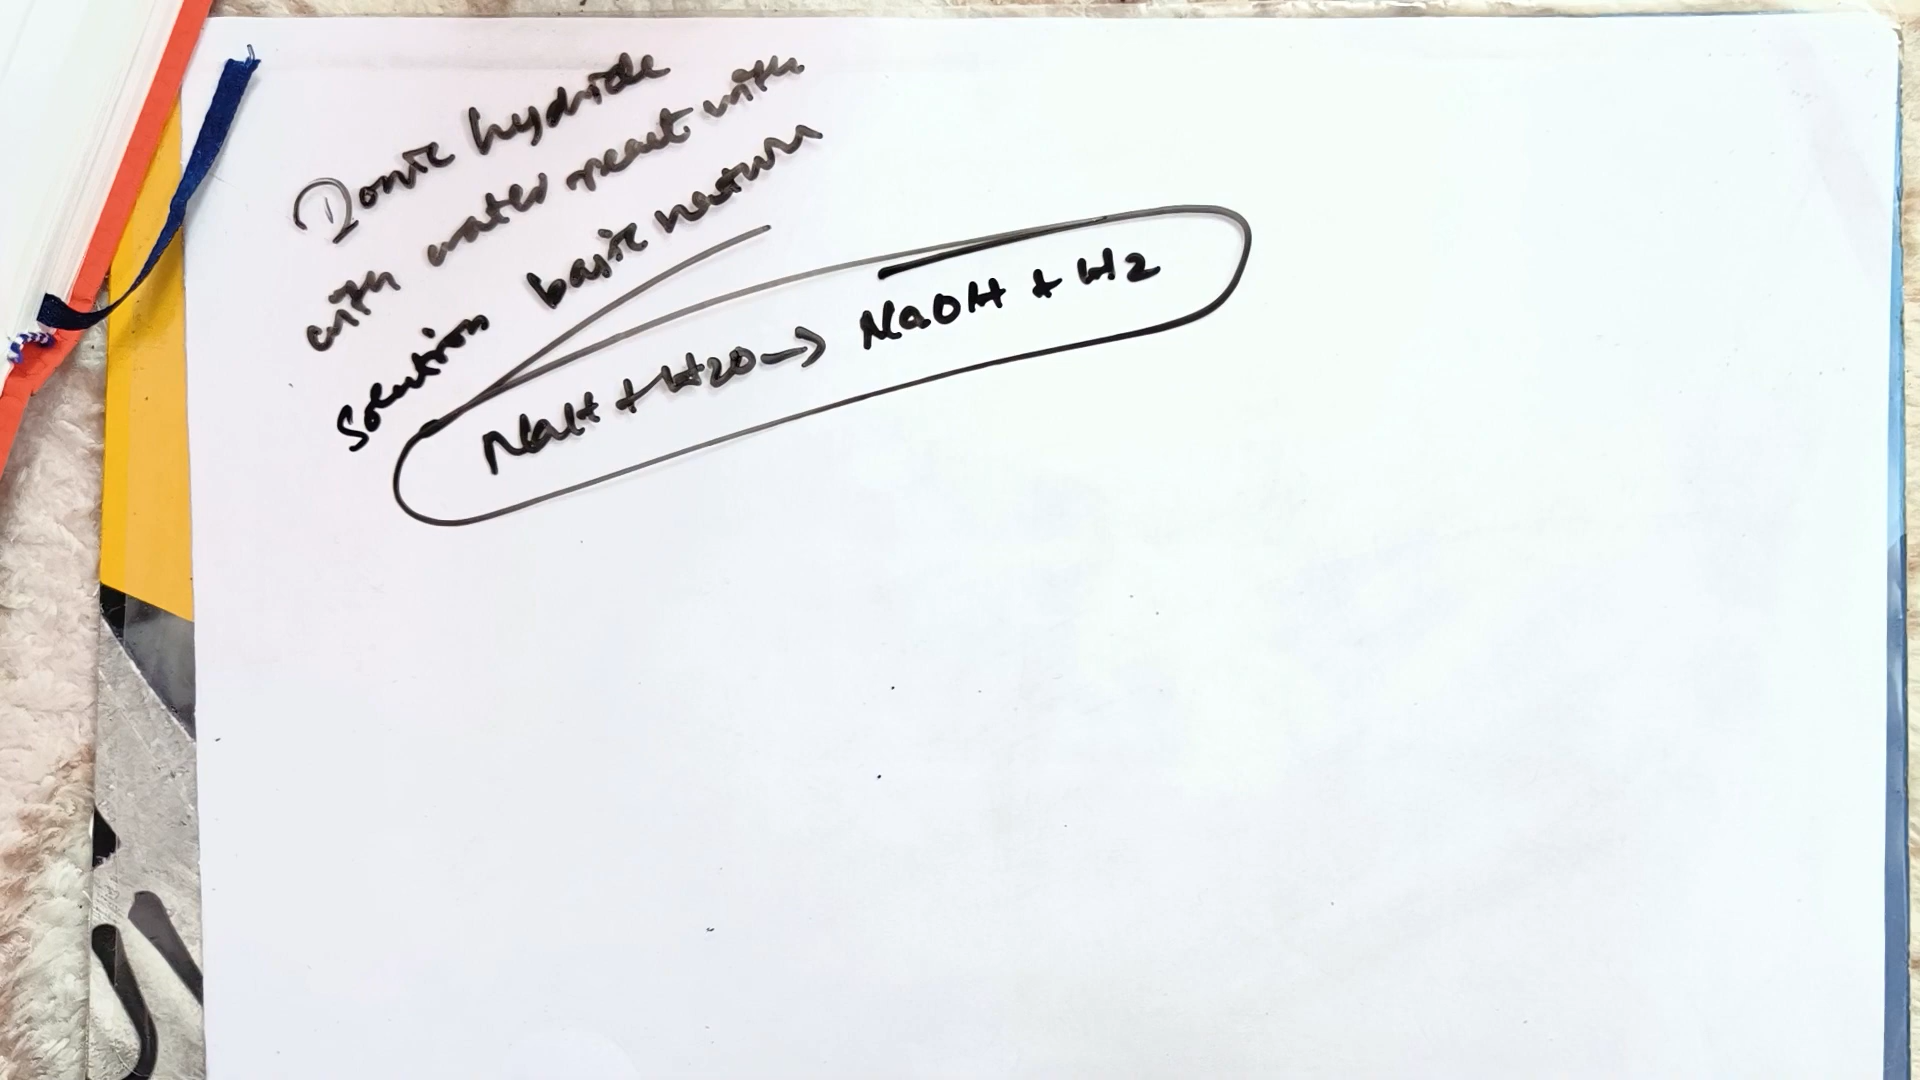 Ionic hydride
with water react with
solution basic nature
NaH + H2O -> NaOH + H2